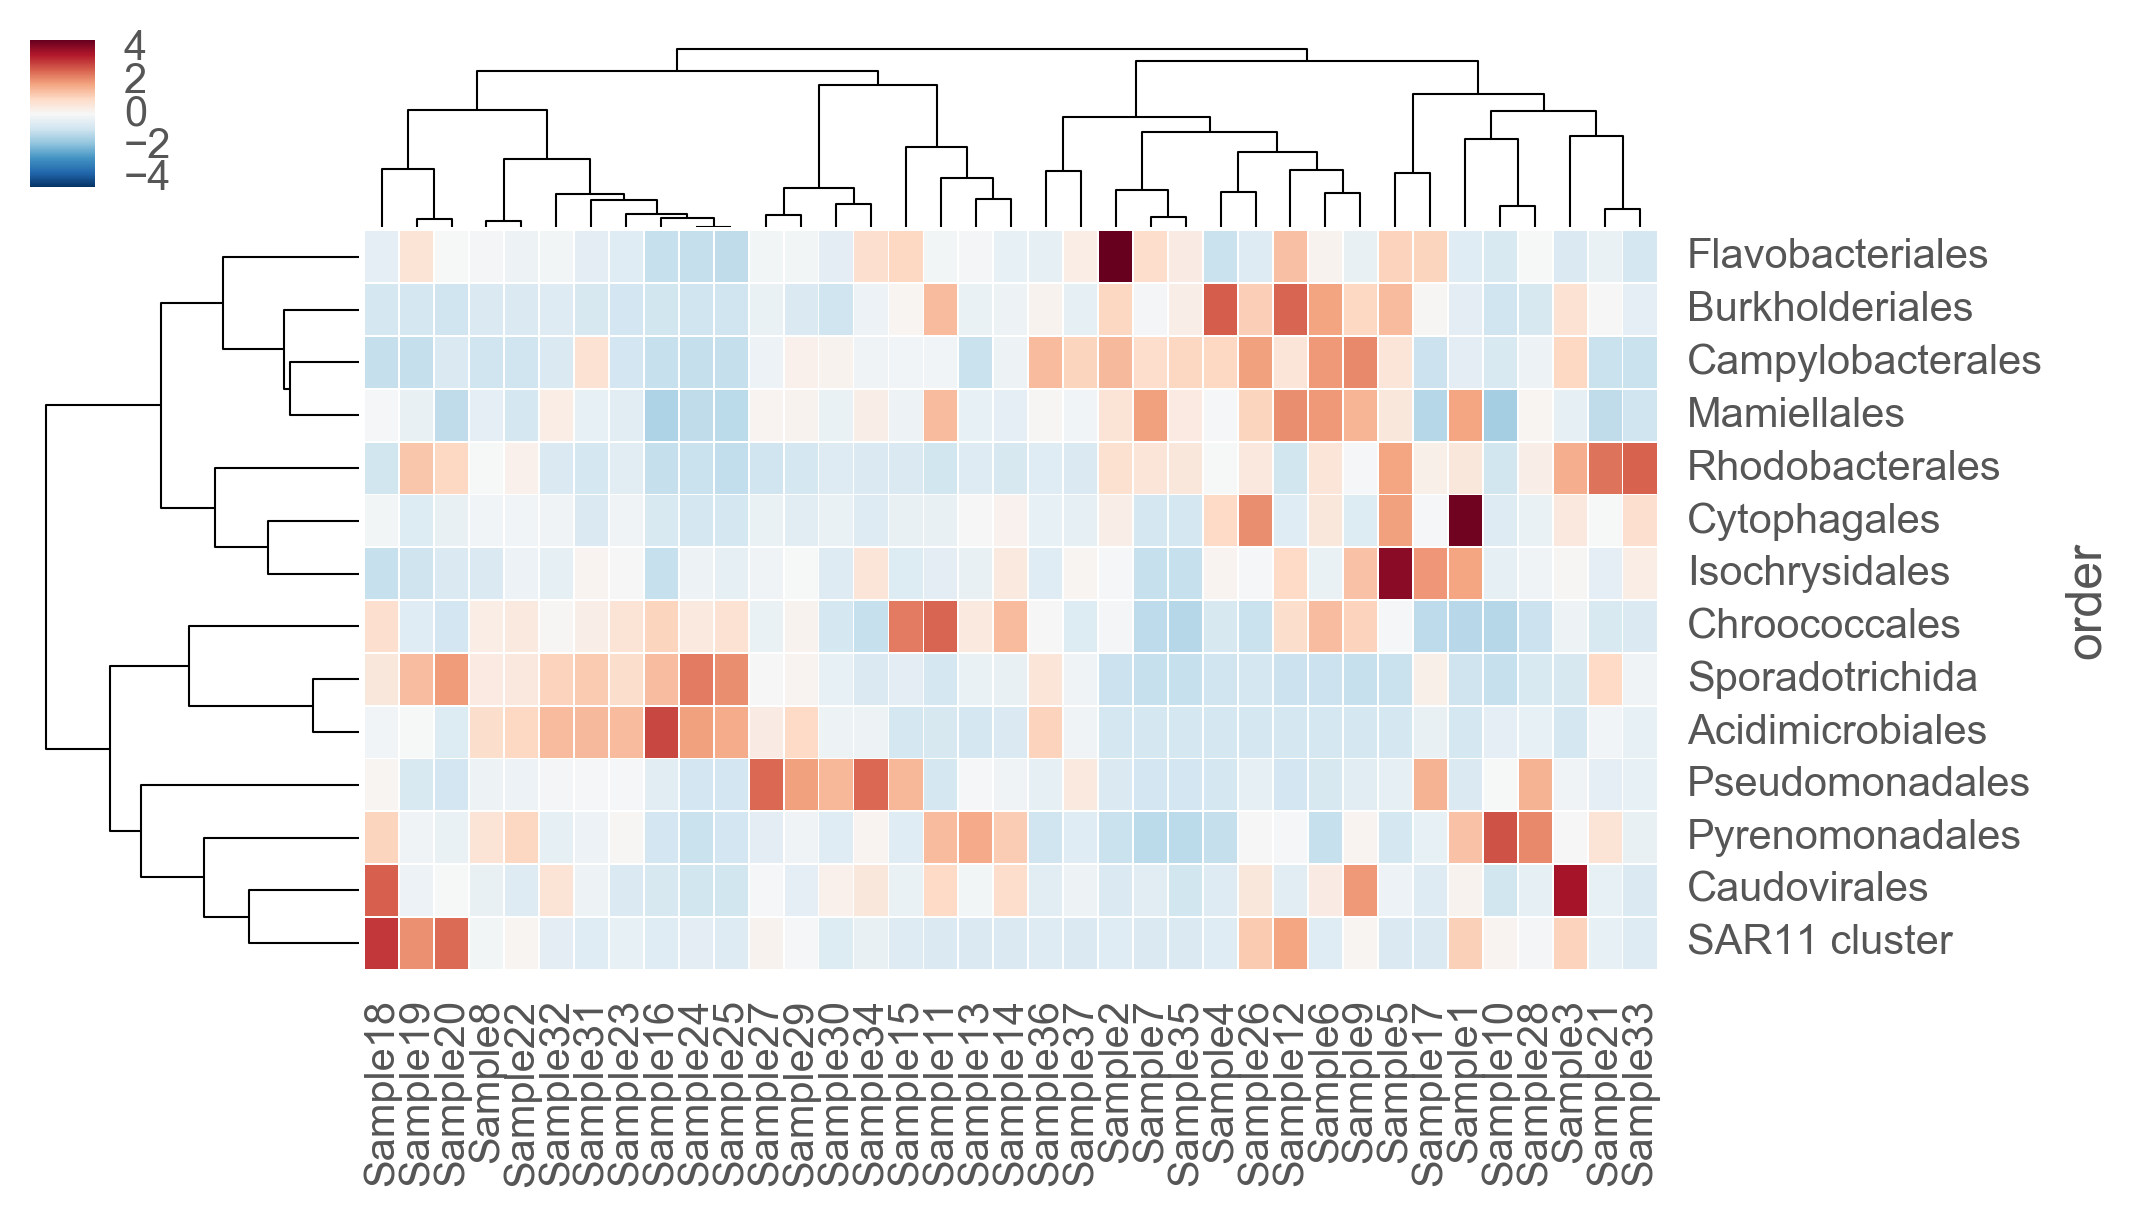 4
2
0
−2
−4
Flavobacteriales
Burkholderiales
Campylobacterales
Mamiellales
Rhodobacterales
Cytophagales
Isochrysidales
Chroococcales
Sporadotrichida
Acidimicrobiales
Pseudomonadales
Pyrenomonadales
Caudovirales
SAR11 cluster
order
Sample18
Sample19
Sample20
Sample8
Sample22
Sample32
Sample31
Sample23
Sample16
Sample24
Sample25
Sample27
Sample29
Sample30
Sample34
Sample15
Sample11
Sample13
Sample14
Sample36
Sample37
Sample2
Sample7
Sample35
Sample4
Sample26
Sample12
Sample6
Sample9
Sample5
Sample17
Sample1
Sample10
Sample28
Sample3
Sample21
Sample33